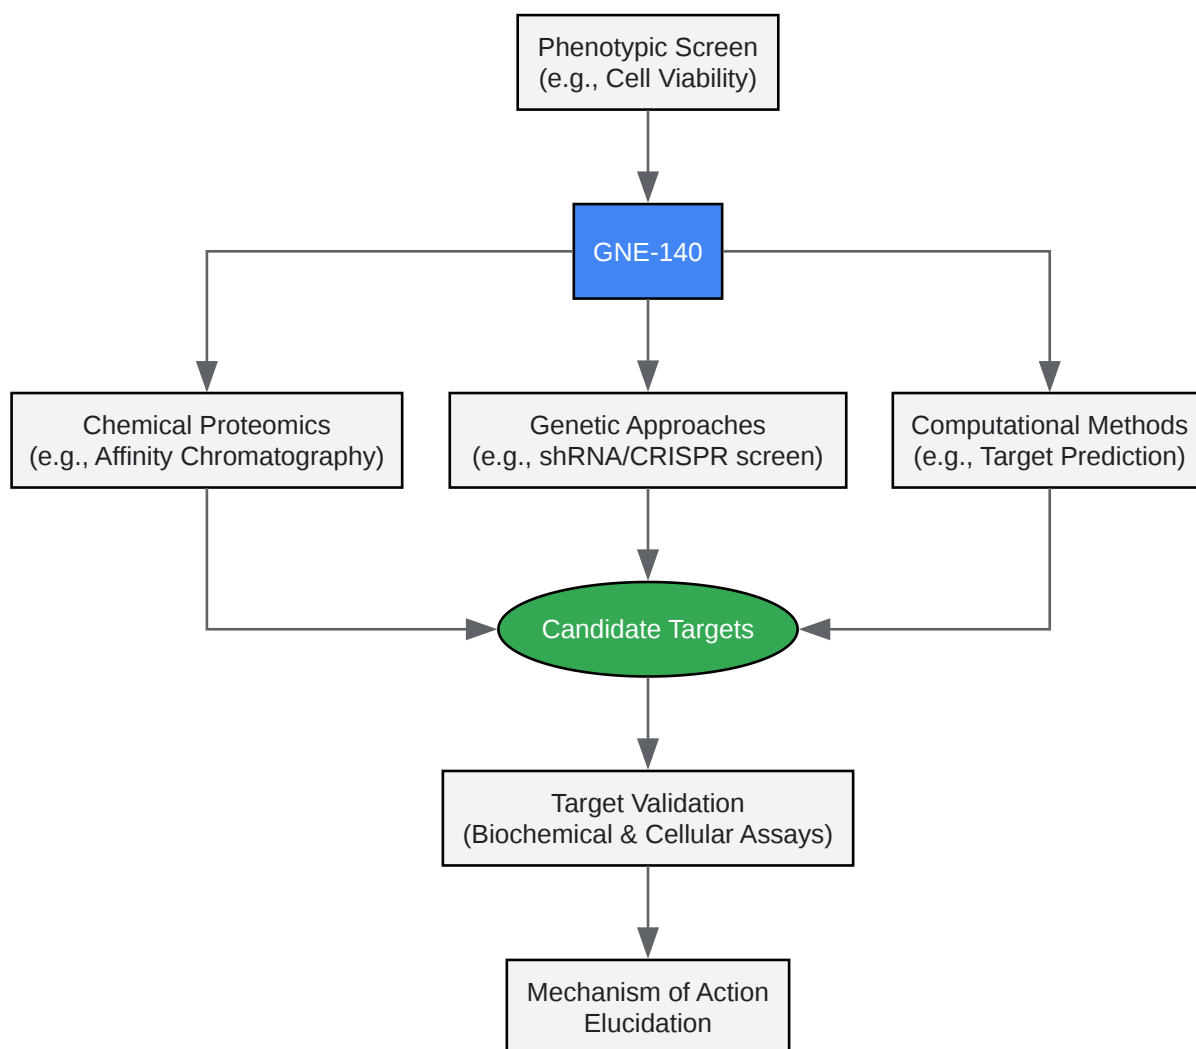 Phenotypic Screen
(e.g., Cell Viability)
GNE-140
Chemical Proteomics
(e.g., Affinity Chromatography)
Genetic Approaches
(e.g., shRNA/CRISPR screen)
Computational Methods
(e.g., Target Prediction)
Candidate Targets
Target Validation
(Biochemical & Cellular Assays)
Mechanism of Action
Elucidation